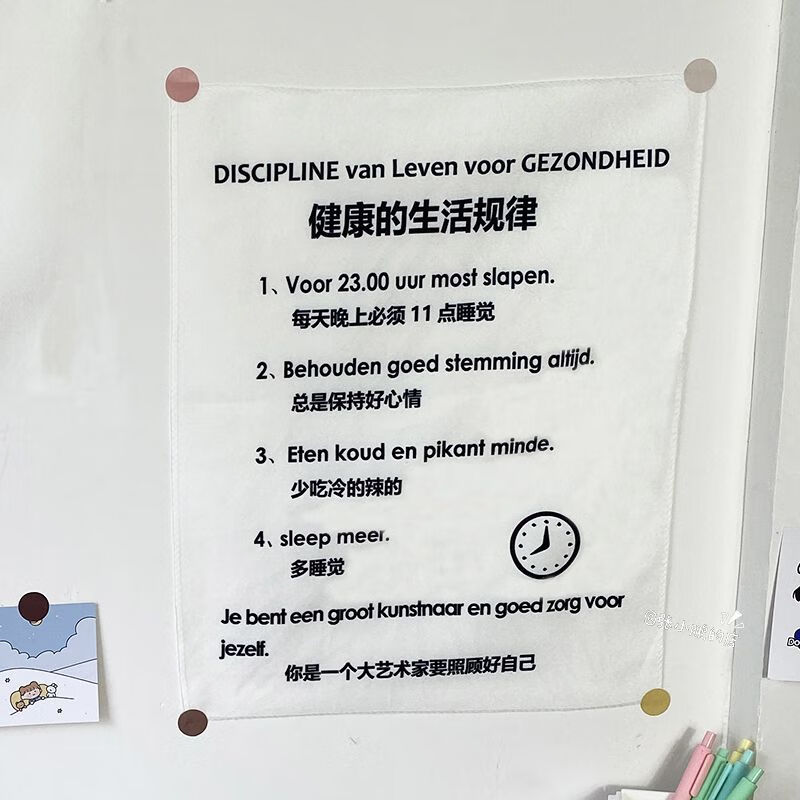 DISCIPLINE van Leven voor GEZONDHEID
健康的生活规律
1、Voor 23.00 uur most slapen.
每天晚上必须 11 点睡觉
2、Behouden goed stemming altijd.
总是保持好心情
3、Eten koud en pikant minde.
少吃冷的辣的
4、sleep meer.
多睡觉
Je bent een groot kunstnaar en goed zorg voor
jezelf.
你是一个大艺术家要照顾好自己